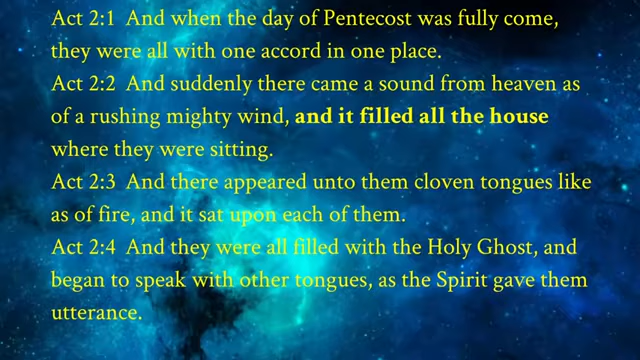 Act 2:1  And when the day of Pentecost was fully come,
they were all with one accord in one place.
Act 2:2  And suddenly there came a sound from heaven as
of a rushing mighty wind, and it filled all the house
where they were sitting.
Act 2:3  And there appeared unto them cloven tongues like
as of fire, and it sat upon each of them.
Act 2:4  And they were all filled with the Holy Ghost, and
began to speak with other tongues, as the Spirit gave them
utterance.